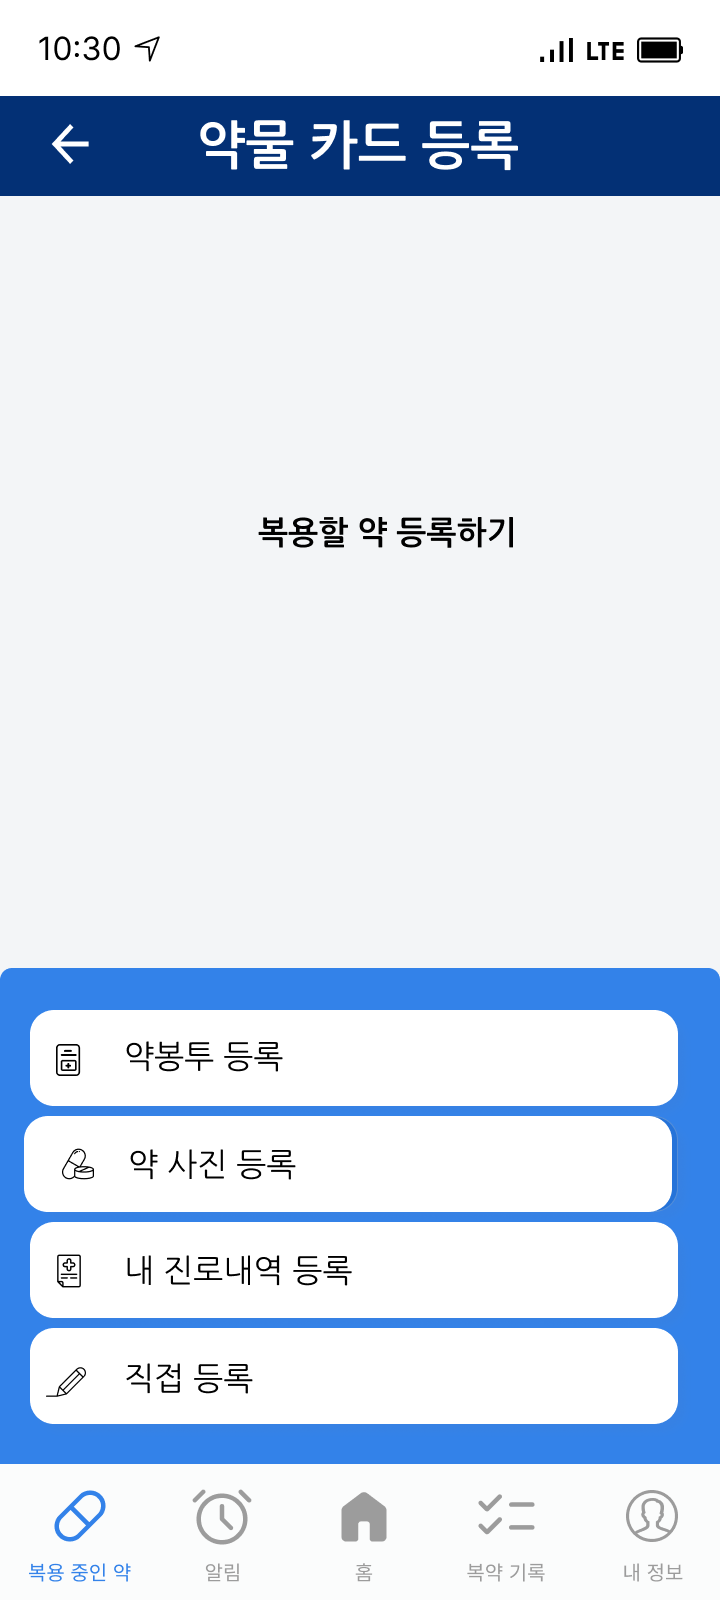 10:30 LTE
약물 카드 등록
복용할 약 등록하기
약봉투 등록
약 사진 등록
내 진로내역 등록
직접 등록
복용 중인 약 알림 홈 복약 기록 내 정보